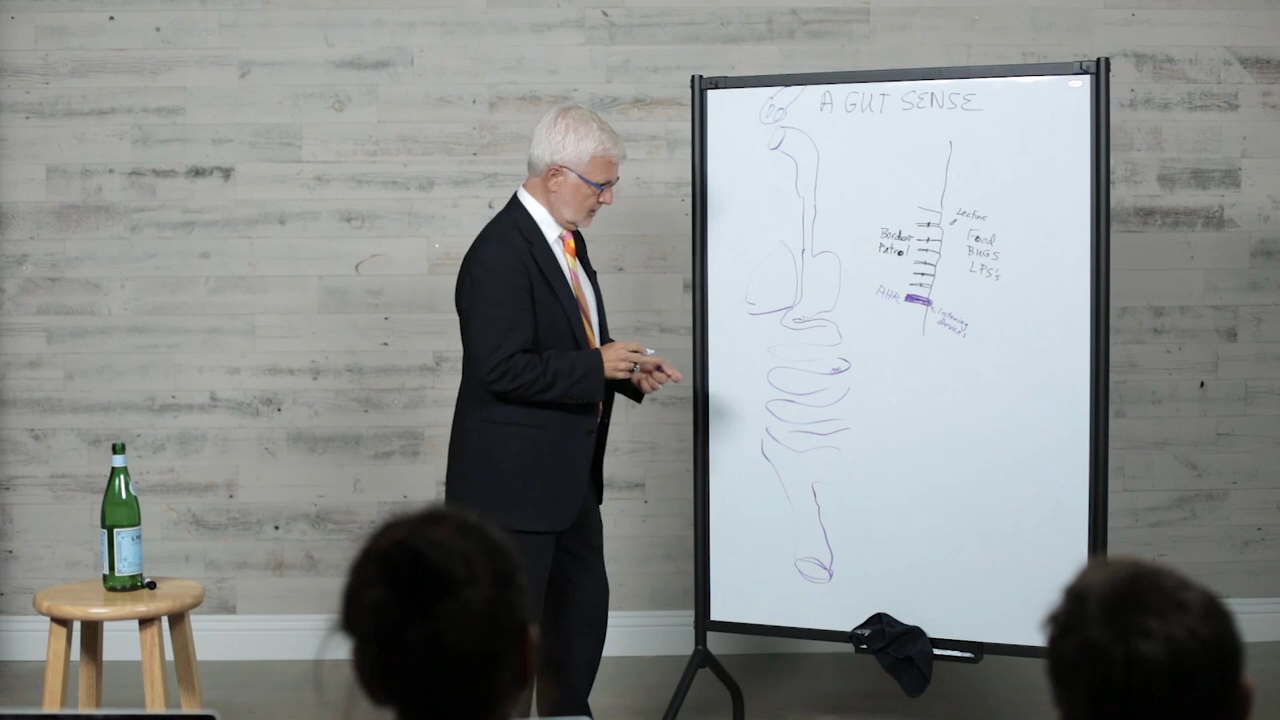 A GUT SENSE
Lectins
Border
Patrol
Food
BUGS
LPS's
AHR
Listening
devices